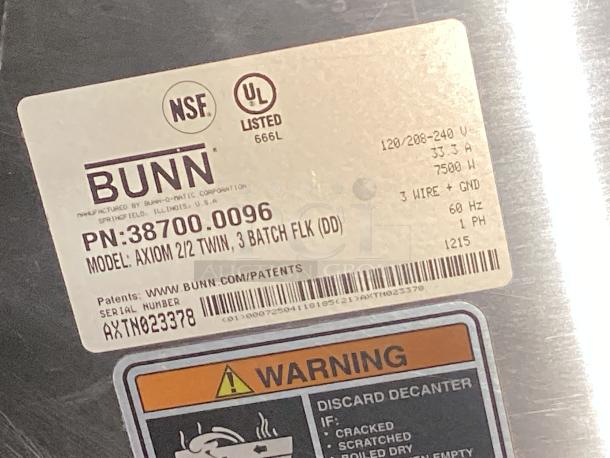 NSF
UL
LISTED
666L
BUNN
MANUFACTURED BY BUNN-O-MATIC CORPORATION
SPRINGFIELD, ILLINOIS, U.S.A
PN:38700.0096
MODEL: AXIOM 2/2 TWIN, 3 BATCH FLK (DD)
120/208-240 V
33.3 A
7500 W
3 WIRE + GND
60 Hz
1 PH
1215
Patents: WWW.BUNN.COM/PATENTS
SERIAL NUMBER
AXTN023378
WARNING
DISCARD DECANTER
IF:
• CRACKED
• SCRATCHED
• BOILED DRY
EMPTY